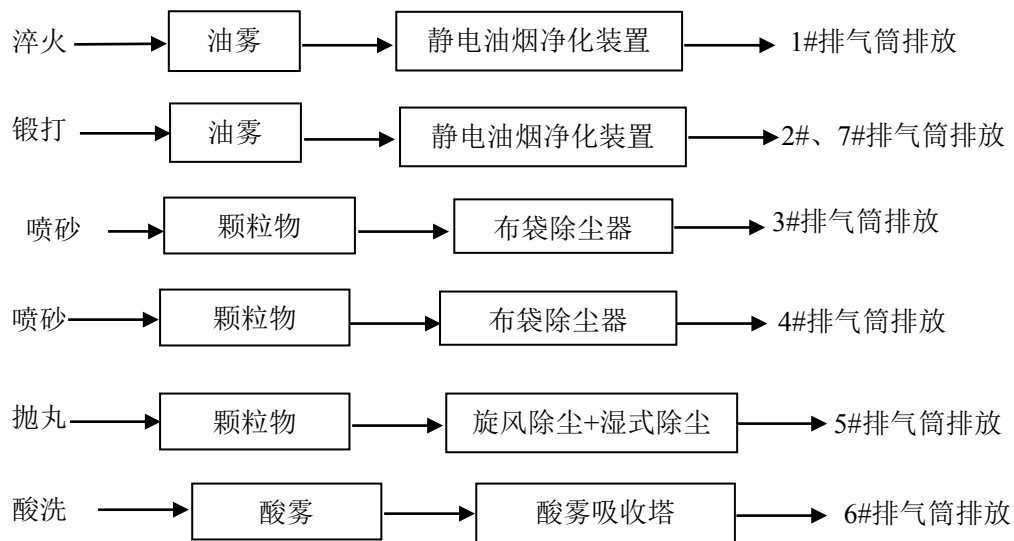 淬火 油雾 静电油烟净化装置 1#排气筒排放
锻打 油雾 静电油烟净化装置 2#、7#排气筒排放
喷砂 颗粒物 布袋除尘器 3#排气筒排放
喷砂 颗粒物 布袋除尘器 4#排气筒排放
抛丸 颗粒物 旋风除尘+湿式除尘 5#排气筒排放
酸洗 酸雾 酸雾吸收塔 6#排气筒排放